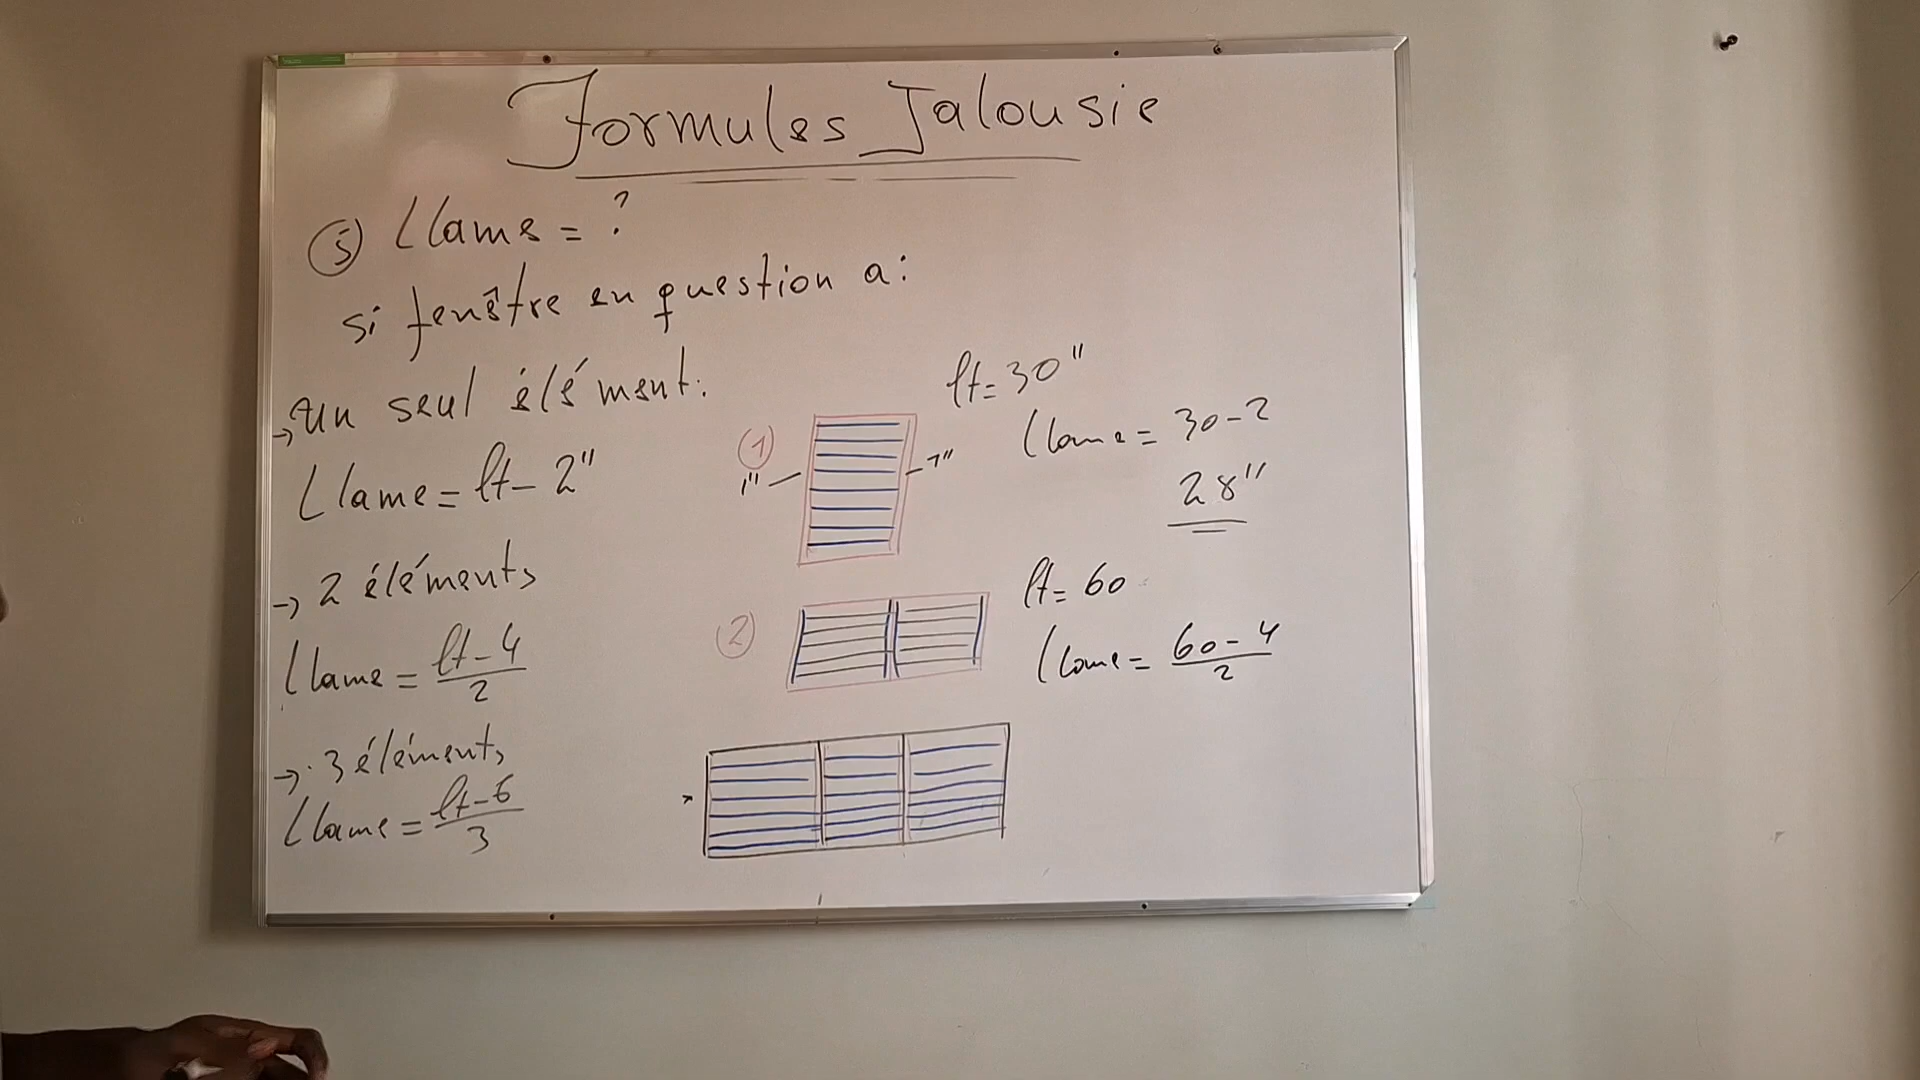 Formules Jalousie
5) Llame = ?
si fenêtre en question a:
→ un seul élément:
Llame = lt - 2"
1
1"
1"
lt = 30"
Llame = 30 - 2
28"
→ 2 éléments
Llame = lt - 4 / 2
2
lt = 60
Llame = 60 - 4 / 2
→ 3 éléments
Llame = lt - 6 / 3